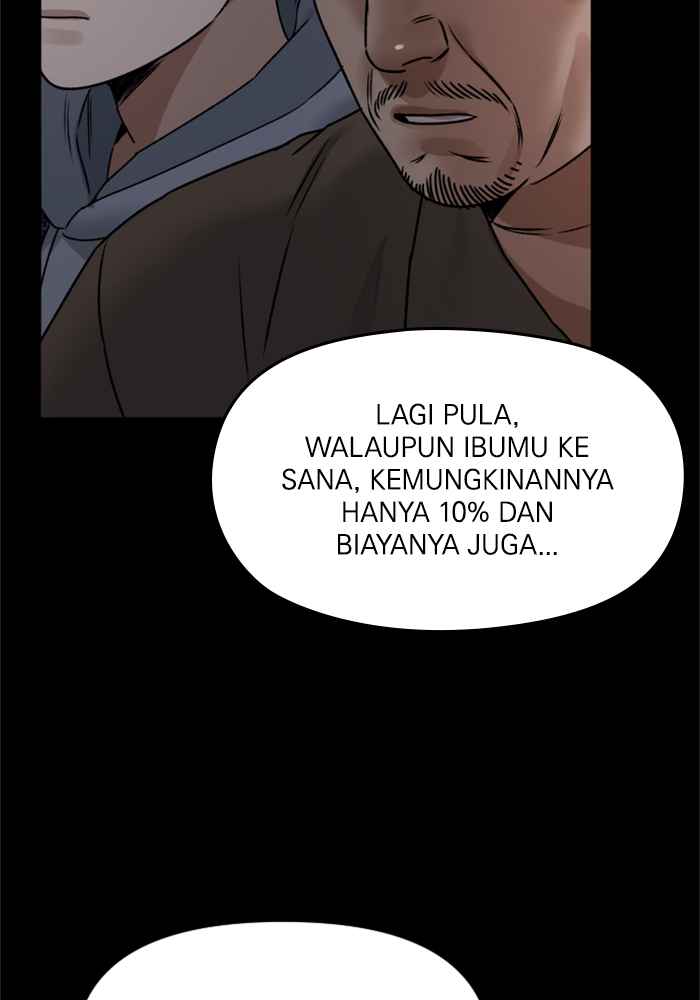 LAGI PULA,
WALAUPUN IBUMU KE
SANA, KEMUNGKINANNYA
HANYA 10% DAN
BIAYANYA JUGA...